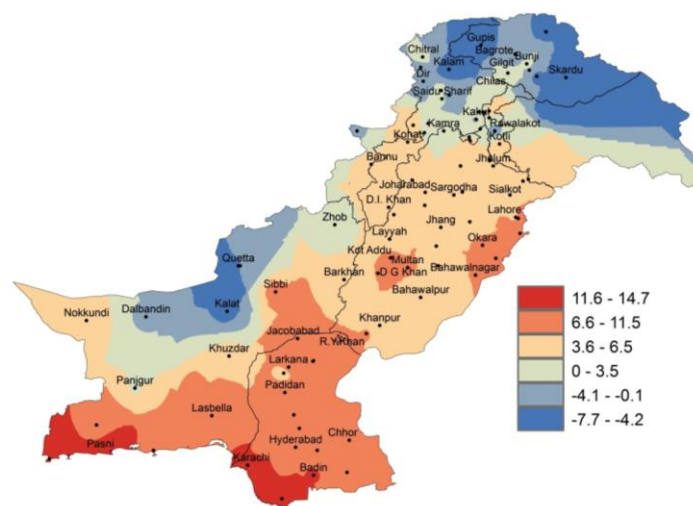 Gupis
Chitral
Bagrote
Bunji
Kalam
Gilgit
Dir
Skardu
Chilas
Saidu Sharif
Kakul
Kamra
Rawalakot
Kohat
Kotli
Bannu
Jhelum
Joharabad
Sargodha
Sialkot
D.I. Khan
Zhob
Jhang
Lahore
Layyah
Okara
Quetta
Kot Addu
Multan
Barkhan
D G Khan
Bahawalnagar
Sibbi
Bahawalpur
Kalat
Nokkundi
Dalbandin
Khanpur
Jacobabad
R.Y.Khan
Khuzdar
Larkana
Panjgur
Padidan
Lasbella
Pasni
Hyderabad
Chhor
Karachi
Badin
11.6 - 14.7
6.6 - 11.5
3.6 - 6.5
0 - 3.5
-4.1 - -0.1
-7.7 - -4.2